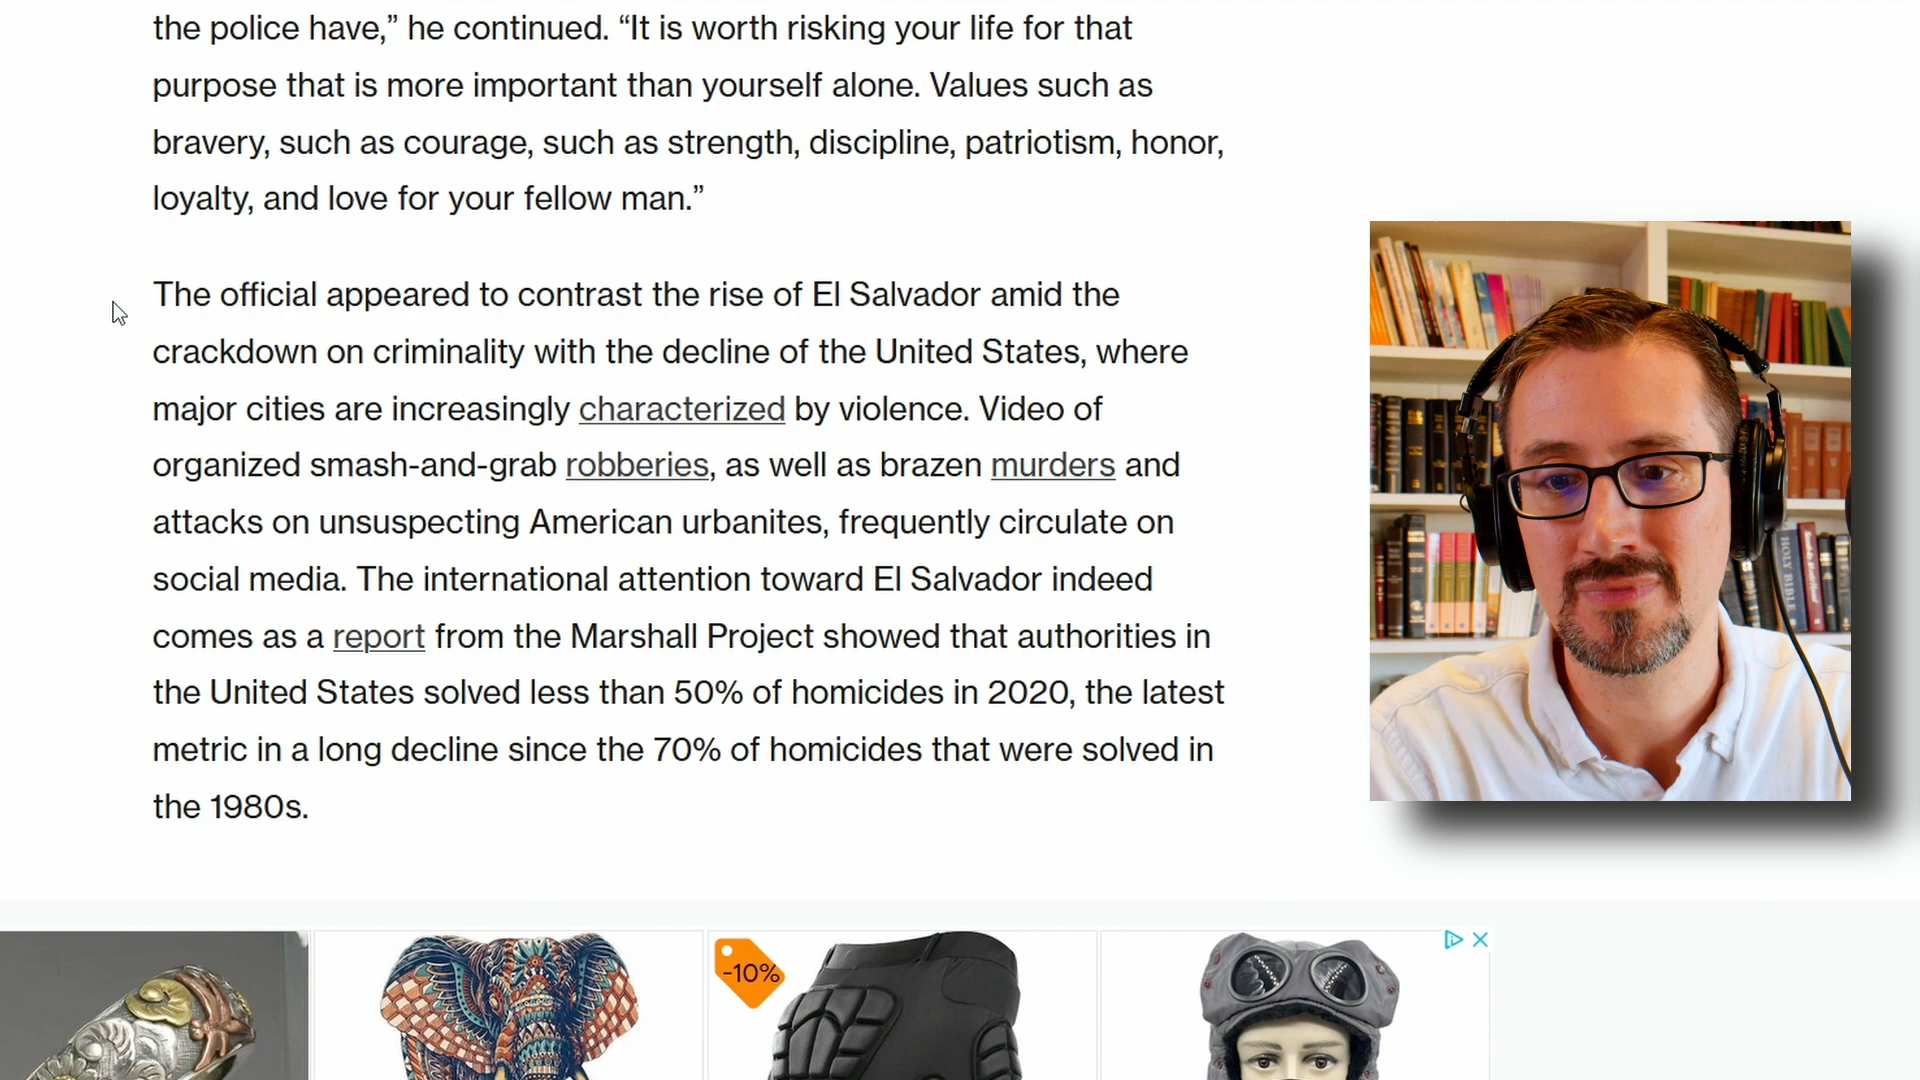 the police have,” he continued. “It is worth risking your life for that
purpose that is more important than yourself alone. Values such as
bravery, such as courage, such as strength, discipline, patriotism, honor,
loyalty, and love for your fellow man.”
The official appeared to contrast the rise of El Salvador amid the
crackdown on criminality with the decline of the United States, where
major cities are increasingly characterized by violence. Video of
organized smash-and-grab robberies, as well as brazen murders and
attacks on unsuspecting American urbanites, frequently circulate on
social media. The international attention toward El Salvador indeed
comes as a report from the Marshall Project showed that authorities in
the United States solved less than 50% of homicides in 2020, the latest
metric in a long decline since the 70% of homicides that were solved in
the 1980s.
HOLY BIBLE
-10%